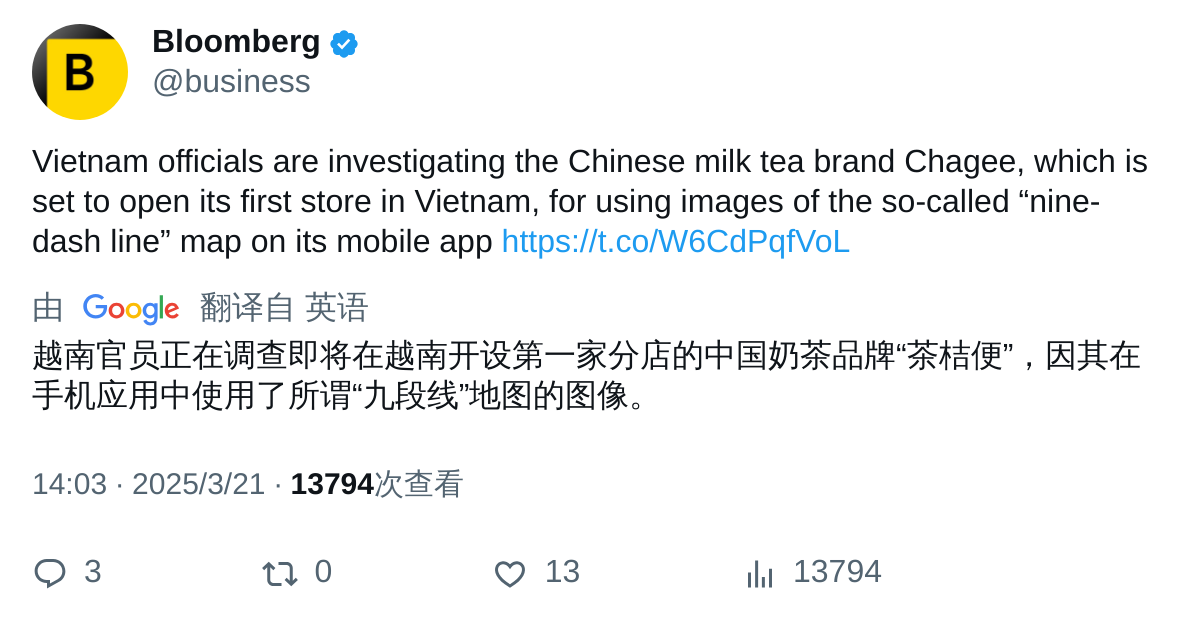 B
Bloomberg
@business
Vietnam officials are investigating the Chinese milk tea brand Chagee, which is
set to open its first store in Vietnam, for using images of the so-called “nine-
dash line” map on its mobile app https://t.co/W6CdPqfVoL
由 Google 翻译自 英语
越南官员正在调查即将在越南开设第一家分店的中国奶茶品牌“茶桔便”，因其在
手机应用中使用了所谓“九段线”地图的图像。
14:03 · 2025/3/21 · 13794次查看
3 0 13 13794